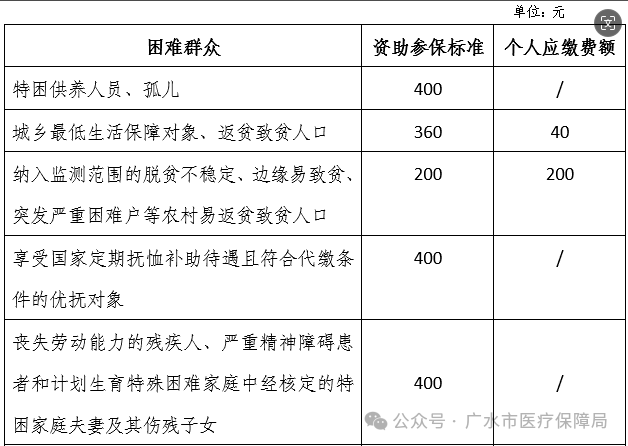 单位：元
困难群众 资助参保标准 个人应缴费额
特困供养人员、孤儿 400 /
城乡最低生活保障对象、返贫致贫人口 360 40
纳入监测范围的脱贫不稳定、边缘易致贫、 200 200
突发严重困难户等农村易返贫致贫人口
享受国家定期抚恤补助待遇且符合代缴条 400 /
件的优抚对象
丧失劳动能力的残疾人、严重精神障碍患
者和计划生育特殊困难家庭中经核定的特 400 /
困家庭夫妻及其伤残子女
公众号·广水市医疗保障局